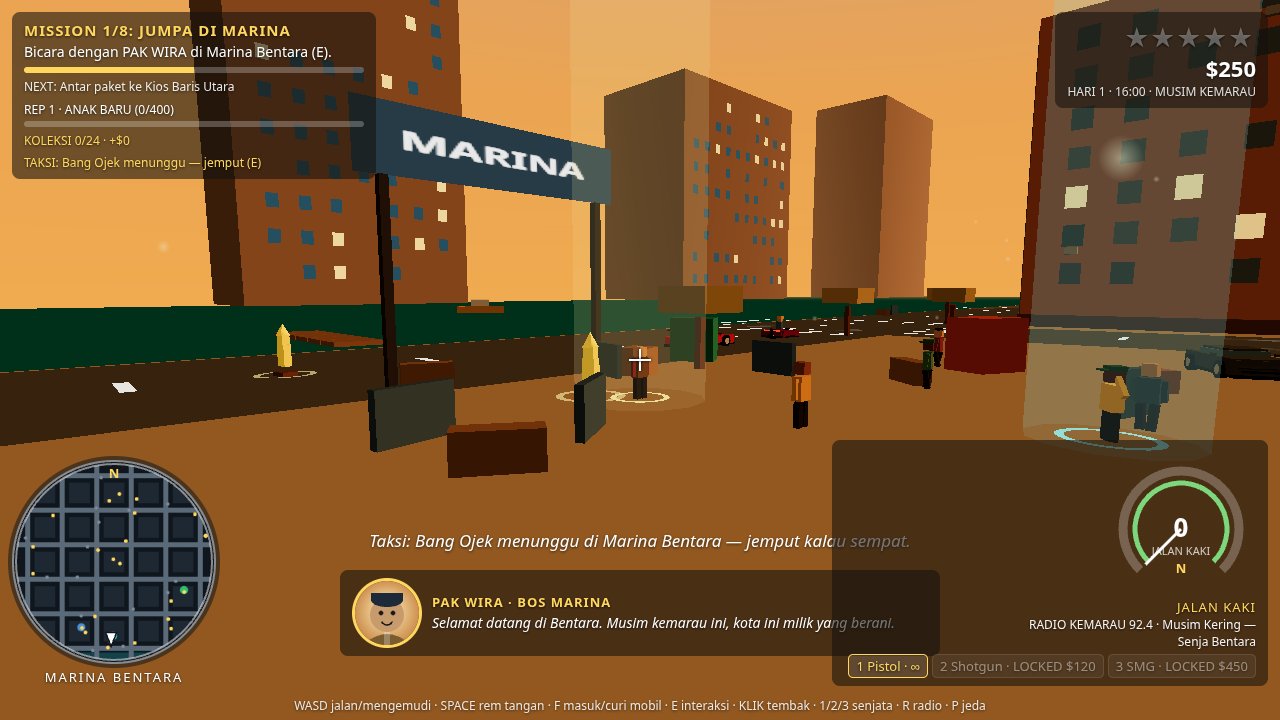 MISSION 1/8: JUMPA DI MARINA
Bicara dengan PAK WIRA di Marina Bentara (E).
NEXT: Antar paket ke Kios Baris Utara
REP 1 · ANAK BARU (0/400)
KOLEKSI 0/24 · +$0
TAKSI: Bang Ojek menunggu — jemput (E)
★★★★★
$250
HARI 1 · 16:00 · MUSIM KEMARAU
MARINA
N
MARINA BENTARA
Taksi: Bang Ojek menunggu di Marina Bentara — jemput kalau sempat.
PAK WIRA · BOS MARINA
Selamat datang di Bentara. Musim kemarau ini, kota ini milik yang berani.
0
JALAN KAKI
N
JALAN KAKI
RADIO KEMARAU 92.4 · Musim Kering —
Senja Bentara
1 Pistol · ∞
2 Shotgun · LOCKED $120
3 SMG · LOCKED $450
WASD jalan/mengemudi · SPACE rem tangan · F masuk/curi mobil · E interaksi · KLIK tembak · 1/2/3 senjata · R radio · P jeda